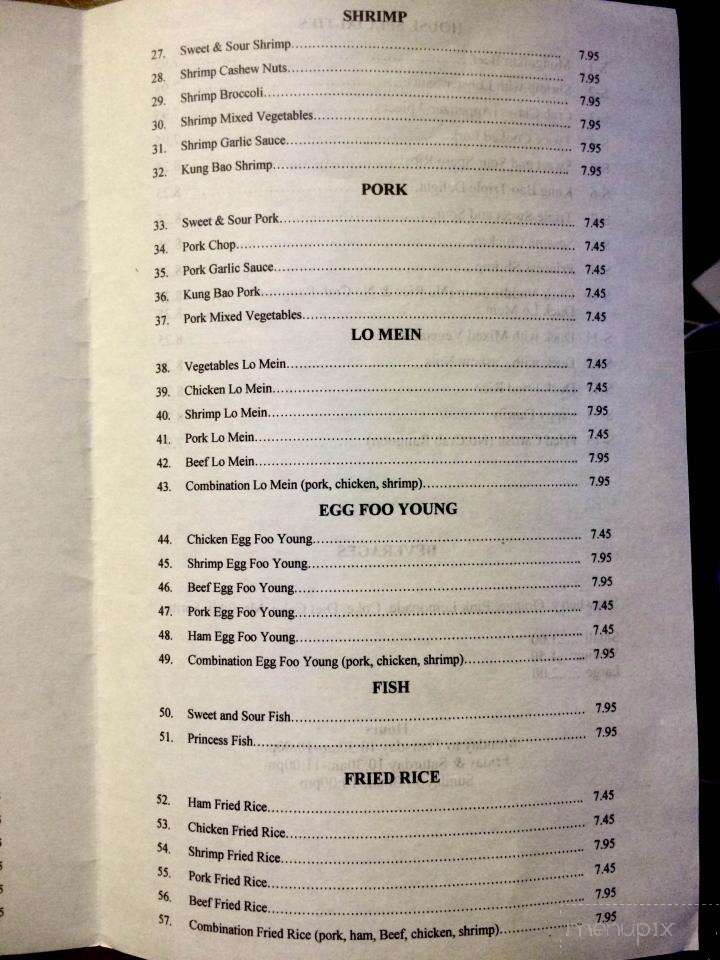 SHRIMP
27. Sweet & Sour Shrimp........ 7.95
28. Shrimp Cashew Nuts........ 7.95
29. Shrimp Broccoli........ 7.95
30. Shrimp Mixed Vegetables........ 7.95
31. Shrimp Garlic Sauce........ 7.95
32. Kung Bao Shrimp........ 7.95
PORK
33. Sweet & Sour Pork........ 7.45
34. Pork Chop........ 7.45
35. Pork Garlic Sauce........ 7.45
36. Kung Bao Pork........ 7.45
37. Pork Mixed Vegetables........ 7.45
LO MEIN
38. Vegetables Lo Mein........ 7.45
39. Chicken Lo Mein........ 7.45
40. Shrimp Lo Mein........ 7.95
41. Pork Lo Mein........ 7.45
42. Beef Lo Mein........ 7.95
43. Combination Lo Mein (pork, chicken, shrimp)........ 7.95
EGG FOO YOUNG
44. Chicken Egg Foo Young........ 7.45
45. Shrimp Egg Foo Young........ 7.95
46. Beef Egg Foo Young........ 7.95
47. Pork Egg Foo Young........ 7.45
48. Ham Egg Foo Young........ 7.45
49. Combination Egg Foo Young (pork, chicken, shrimp)........ 7.95
FISH
50. Sweet and Sour Fish........ 7.95
51. Princess Fish........ 7.95
FRIED RICE
52. Ham Fried Rice........ 7.45
53. Chicken Fried Rice........ 7.45
54. Shrimp Fried Rice........ 7.95
55. Pork Fried Rice........ 7.45
56. Beef Fried Rice........ 7.95
57. Combination Fried Rice (pork, ham, Beef, chicken, shrimp)........ 7.95
menupix